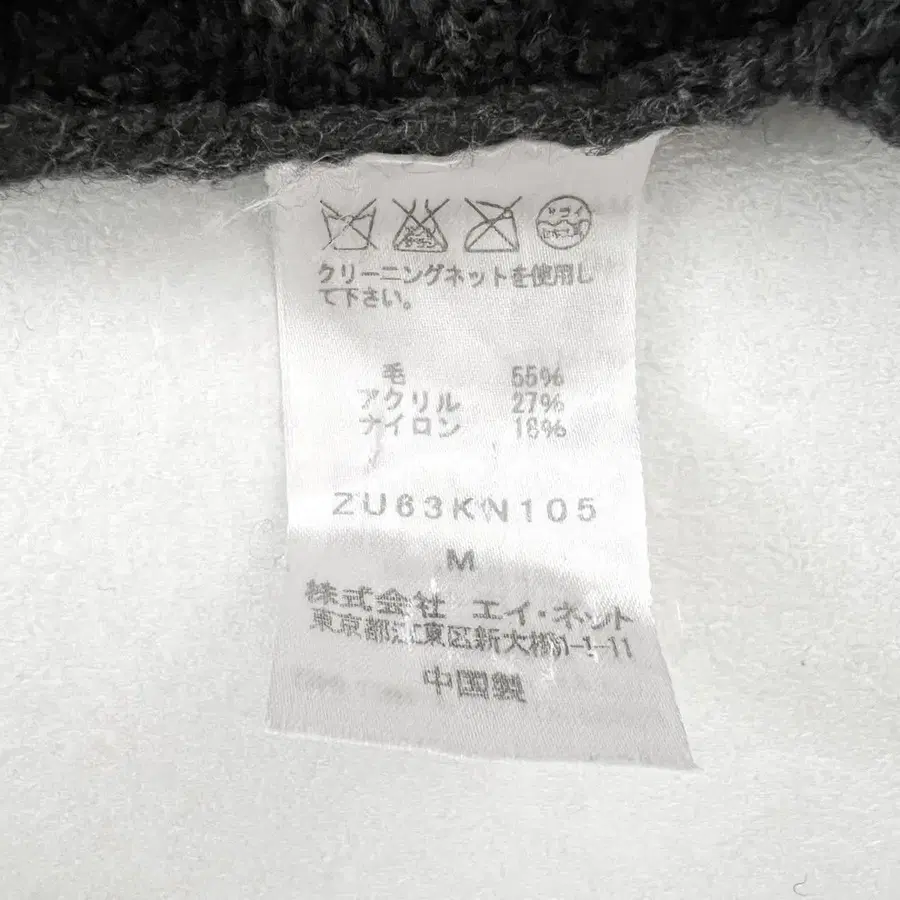 クリーニングネットを使用し
て下さい。
毛 55%
アクリル 27%
ナイロン 18%
ZU63KN105
M
株式会社 エイ・ネット
東京都江東区新大橋1-1-11
中国製